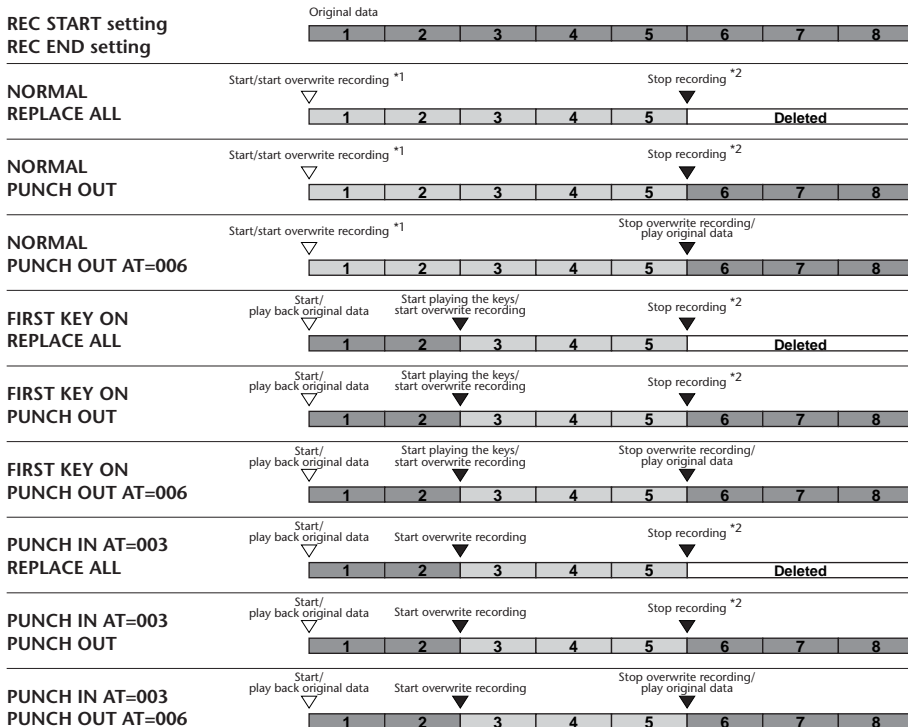 Original data
REC START setting
REC END setting
1 2 3 4 5 6 7 8
NORMAL
REPLACE ALL
Start/start overwrite recording *1
Stop recording *2
1 2 3 4 5 Deleted
NORMAL
PUNCH OUT
Start/start overwrite recording *1
Stop recording *2
1 2 3 4 5 6 7 8
NORMAL
PUNCH OUT AT=006
Start/start overwrite recording *1
Stop overwrite recording/
play original data
1 2 3 4 5 6 7 8
FIRST KEY ON
REPLACE ALL
Start/
play back original data
Start playing the keys/
start overwrite recording
Stop recording *2
1 2 3 4 5 Deleted
FIRST KEY ON
PUNCH OUT
Start/
play back original data
Start playing the keys/
start overwrite recording
Stop recording *2
1 2 3 4 5 6 7 8
FIRST KEY ON
PUNCH OUT AT=006
Start/
play back original data
Start playing the keys/
start overwrite recording
Stop overwrite recording/
play original data
1 2 3 4 5 6 7 8
PUNCH IN AT=003
REPLACE ALL
Start/
play back original data
Start overwrite recording
Stop recording *2
1 2 3 4 5 Deleted
PUNCH IN AT=003
PUNCH OUT
Start/
play back original data
Start overwrite recording
Stop recording *2
1 2 3 4 5 6 7 8
PUNCH IN AT=003
PUNCH OUT AT=006
Start/
play back original data
Start overwrite recording
Stop overwrite recording/
play original data
1 2 3 4 5 6 7 8